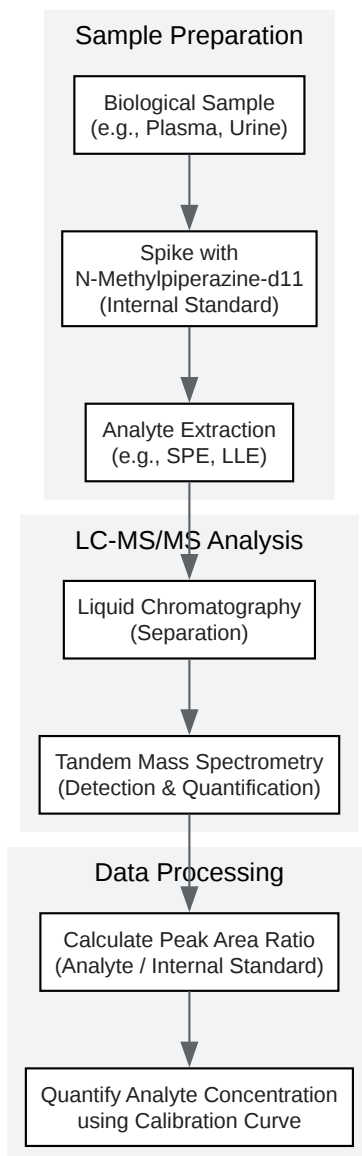 Sample Preparation
Biological Sample
(e.g., Plasma, Urine)
Spike with
N-Methylpiperazine-d11
(Internal Standard)
Analyte Extraction
(e.g., SPE, LLE)
LC-MS/MS Analysis
Liquid Chromatography
(Separation)
Tandem Mass Spectrometry
(Detection & Quantification)
Data Processing
Calculate Peak Area Ratio
(Analyte / Internal Standard)
Quantify Analyte Concentration
using Calibration Curve